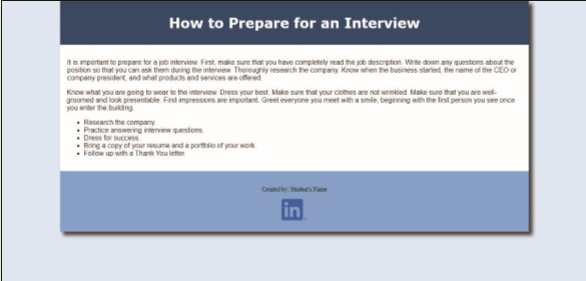 How to Prepare for an Interview
It is important to prepare for a job interview. First, make sure that you have completely read the job description. Write down any questions about the
position so that you can ask them during the interview. Thoroughly research the company. Know when the business started, the name of the CEO or
company president, and what products and services are offered.
Know what you are going to wear to the interview. Dress your best. Make sure that your clothes are not wrinkled. Make sure that you are well-
groomed and look presentable. First impressions are important. Greet everyone you meet with a smile, beginning with the first person you see once
you enter the building.
• Research the company
• Practice answering interview questions.
• Dress for success.
• Bring a copy of your resume and a portfolio of your work.
• Follow up with a Thank You letter.
Created by: Student's Name
in